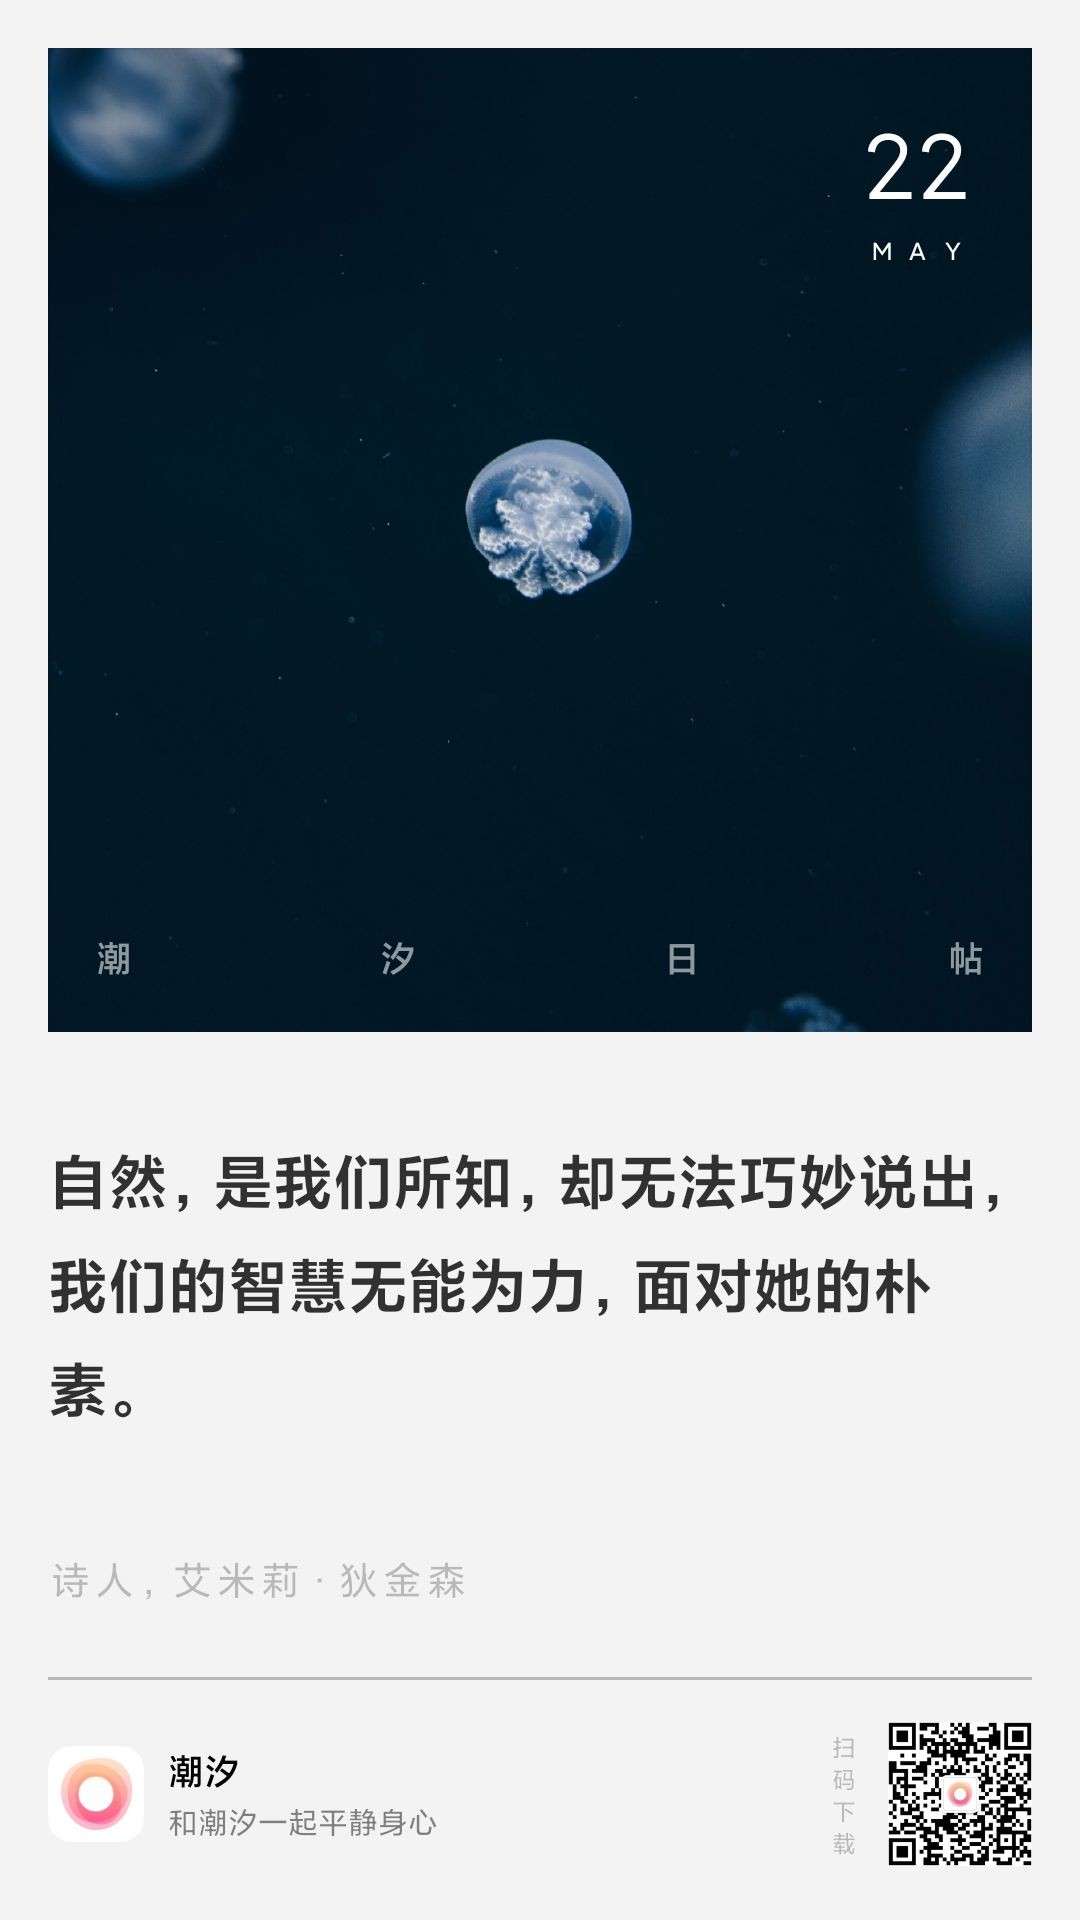 22
MAY
潮汐日帖
自然，是我们所知，却无法巧妙说出，
我们的智慧无能为力，面对她的朴
素。
诗人，艾米莉·狄金森
潮汐
和潮汐一起平静身心
扫码下载